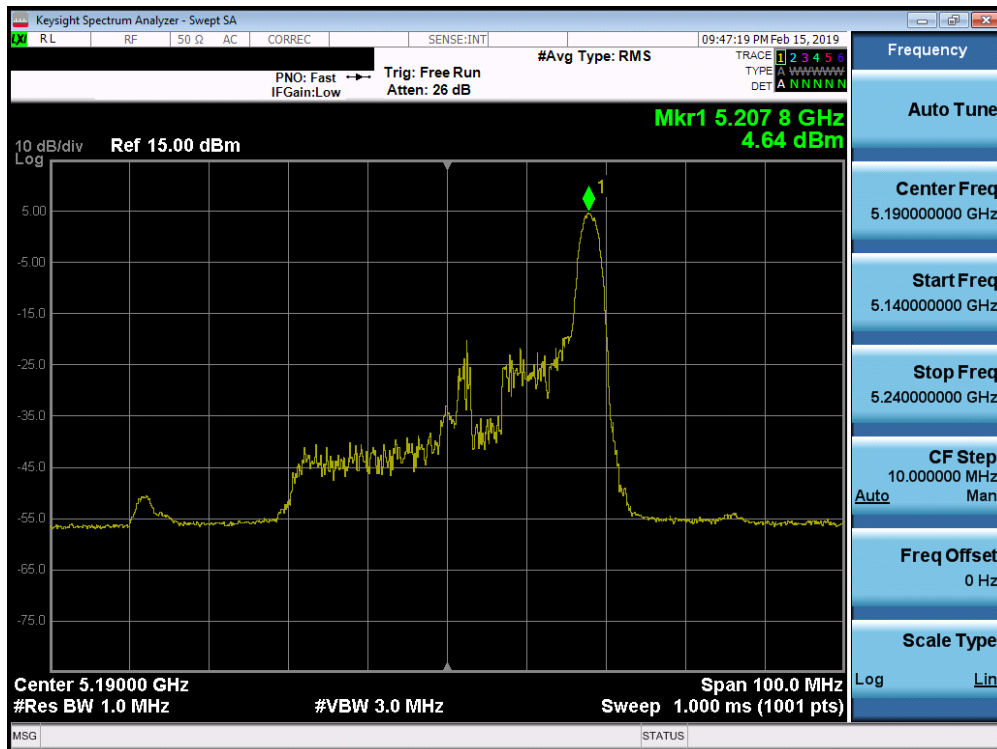 Keysight Spectrum Analyzer - Swept SA
LXI RL RF 50 Ω AC CORREC SENSE:INT 09:47:19 PM Feb 15, 2019
Frequency
PNO: Fast
IFGain:Low
Trig: Free Run
Atten: 26 dB
#Avg Type: RMS
TRACE 1 2 3 4 5 6
TYPE A WWWWW
DET A N N N N N
Mkr1 5.207 8 GHz
4.64 dBm
10 dB/div
Log
Ref 15.00 dBm
1
5.00
-5.00
-15.0
-25.0
-35.0
-45.0
-55.0
-65.0
-75.0
Center 5.19000 GHz
Span 100.0 MHz
#Res BW 1.0 MHz
#VBW 3.0 MHz
Sweep 1.000 ms (1001 pts)
MSG
STATUS
Auto Tune
Center Freq
5.190000000 GHz
Start Freq
5.140000000 GHz
Stop Freq
5.240000000 GHz
CF Step
10.000000 MHz
Auto Man
Freq Offset
0 Hz
Scale Type
Log Lin